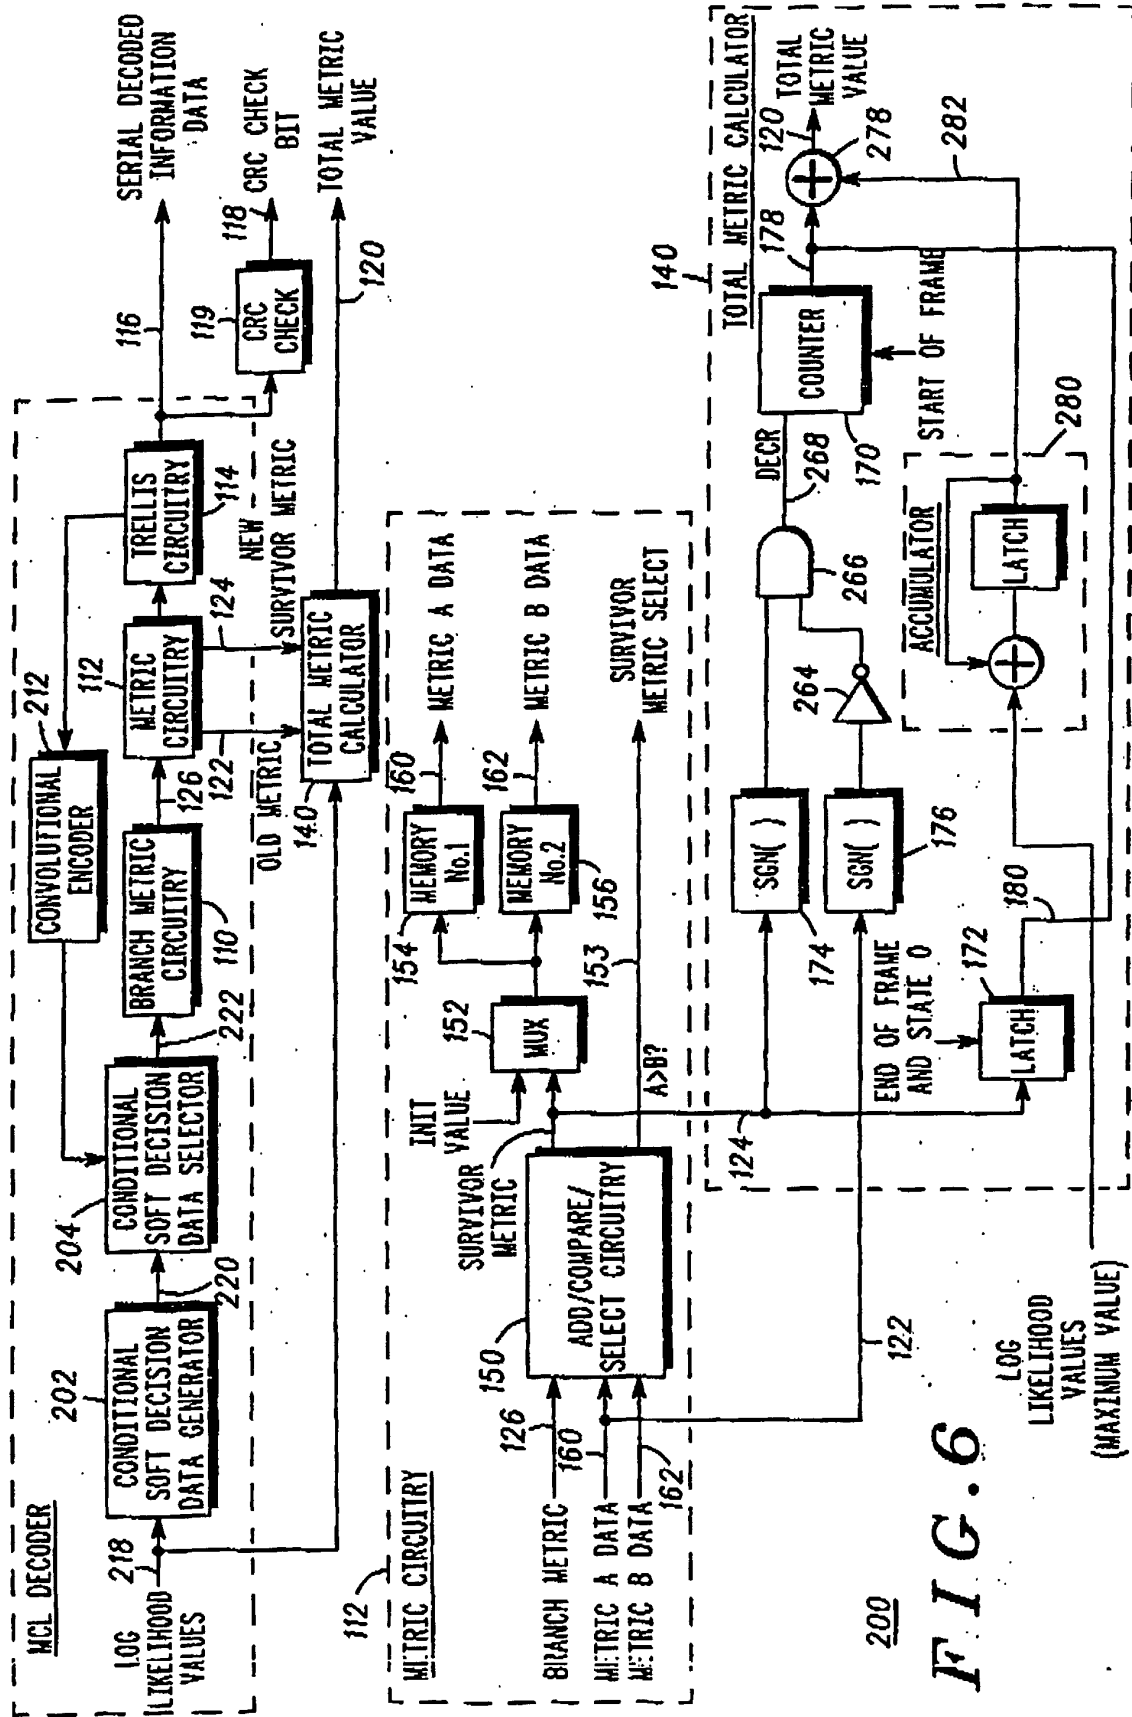 MCL DECODER
LOG
LIKELIHOOD
VALUES
218
202
CONDITIONAL
SOFT DECISION
DATA GENERATOR
220
204
CONDITIONAL
SOFT DECISION
DATA SELECTOR
222
CONVOLUTIONAL
ENCODER
212
BRANCH METRIC
CIRCUITRY
110
126
112
METRIC
CIRCUITRY
122
OLD METRIC
124
NEW
SURVIVOR METRIC
TRELLIS
CIRCUITRY
114
116
SERIAL DECODED
INFORMATION
DATA
119
CRC
CHECK
118
CRC CHECK
BIT
140
TOTAL METRIC
CALCULATOR
120
TOTAL METRIC
VALUE
112
METRIC CIRCUITRY
BRANCH METRIC
METRIC A DATA
METRIC B DATA
126
160
162
150
ADD/COMPARE/
SELECT CIRCUITRY
SURVIVOR
METRIC
INIT
VALUE
152
MUX
A>B?
153
154
MEMORY
No.1
MEMORY
No.2
156
160
162
METRIC A DATA
METRIC B DATA
SURVIVOR
METRIC SELECT
122
124
140
TOTAL METRIC CALCULATOR
SGN( )
174
SGN( )
176
264
266
DECR
268
COUNTER
170
START OF FRAME
178
120
TOTAL
METRIC
VALUE
278
282
END OF FRAME
AND STATE 0
172
LATCH
180
ACCUMULATOR
LATCH
280
LOG
LIKELIHOOD
VALUES
(MAXIMUM VALUE)
200
FIG.6